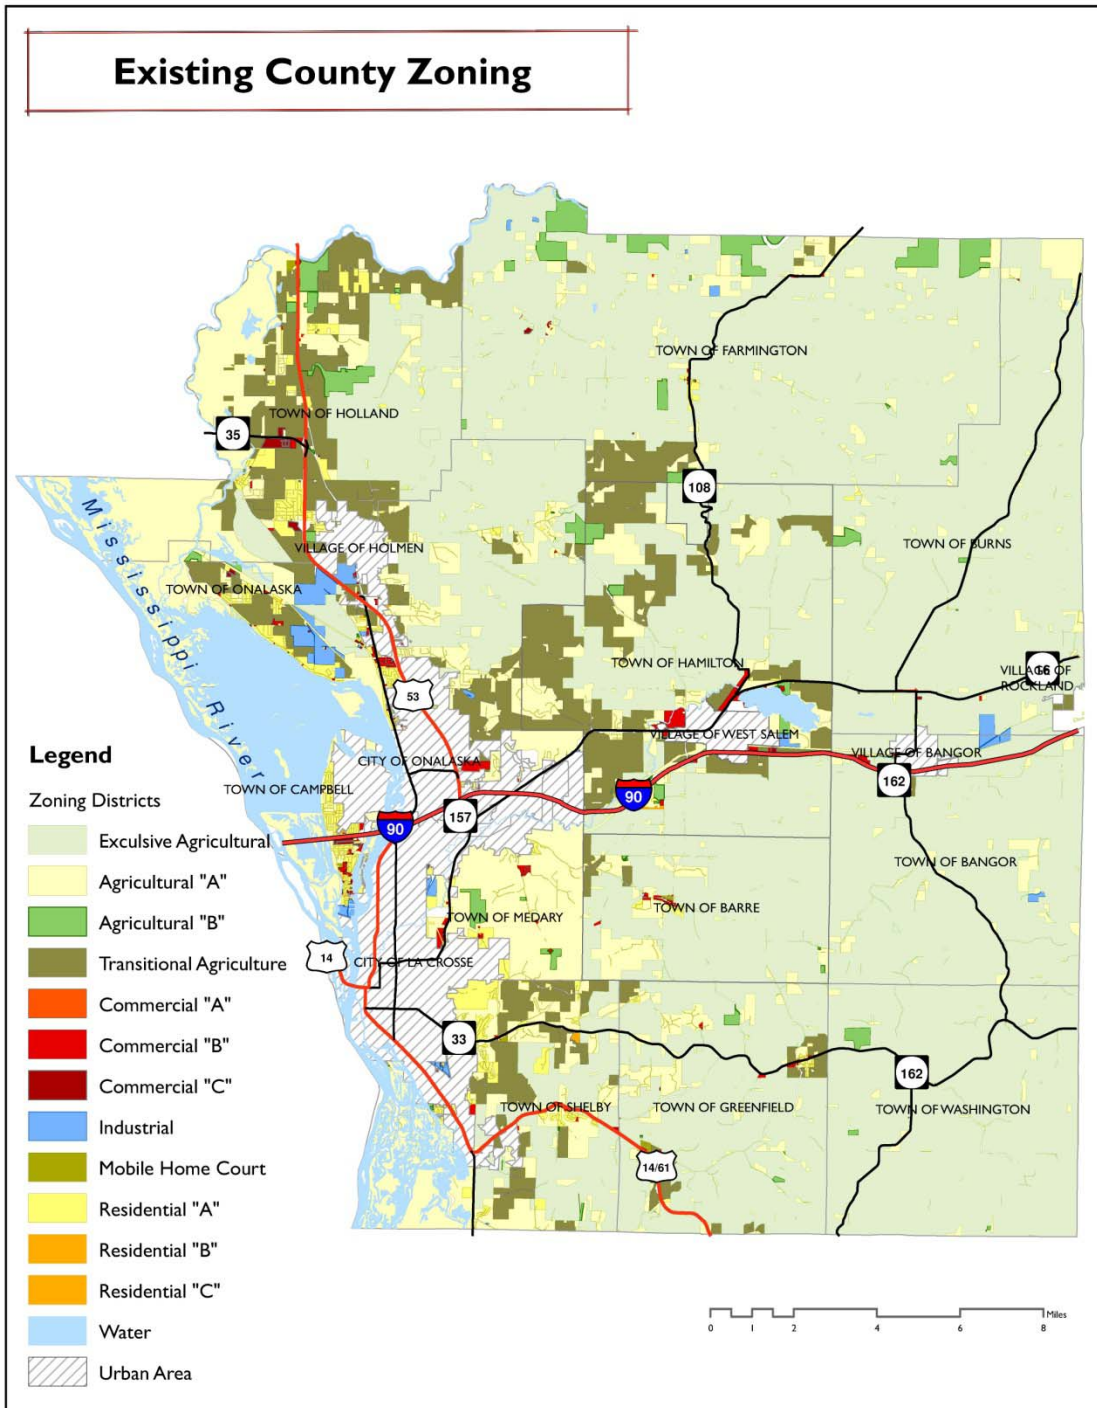 Existing County Zoning
TOWN OF FARMINGTON
TOWN OF HOLLAND
35
108
Mississippi River
TOWN OF BURNS
VILLAGE OF HOLMEN
TOWN OF ONALASKA
TOWN OF HAMILTON
16
VILLAGE OF
ROCKLAND
53
VILLAGE OF WEST SALEM
VILLAGE OF BANGOR
CITY OF ONALASKA
162
TOWN OF CAMPBELL
90
90
157
TOWN OF BANGOR
TOWN OF BARRE
TOWN OF MEDARY
14
CITY OF LA CROSSE
33
162
TOWN OF SHELBY
TOWN OF GREENFIELD
TOWN OF WASHINGTON
14/61
Legend
Zoning Districts
Exculsive Agricultural
Agricultural "A"
Agricultural "B"
Transitional Agriculture
Commercial "A"
Commercial "B"
Commercial "C"
Industrial
Mobile Home Court
Residential "A"
Residential "B"
Residential "C"
Water
Urban Area
Miles
0 1 2 4 6 8